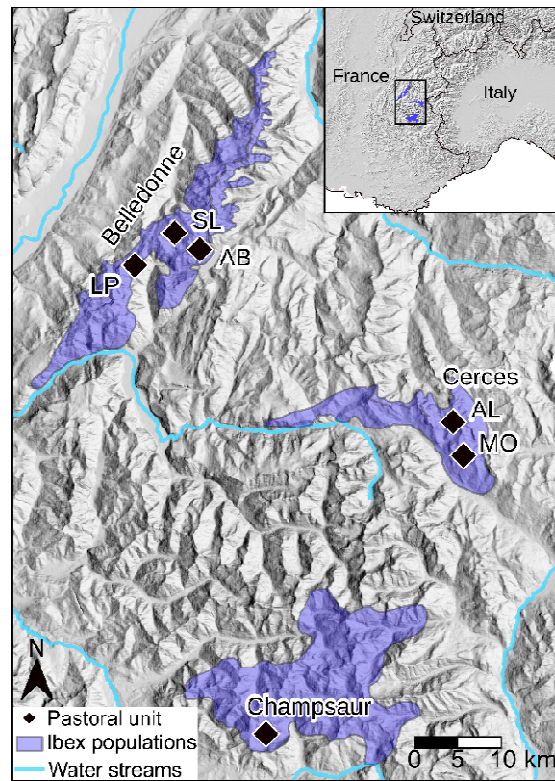 Switzerland
France
Italy
Belledonne
SL
AB
LP
Cerces
AL
MO
Champsaur
N
Pastoral unit
Ibex populations
Water streams
0 5 10 km